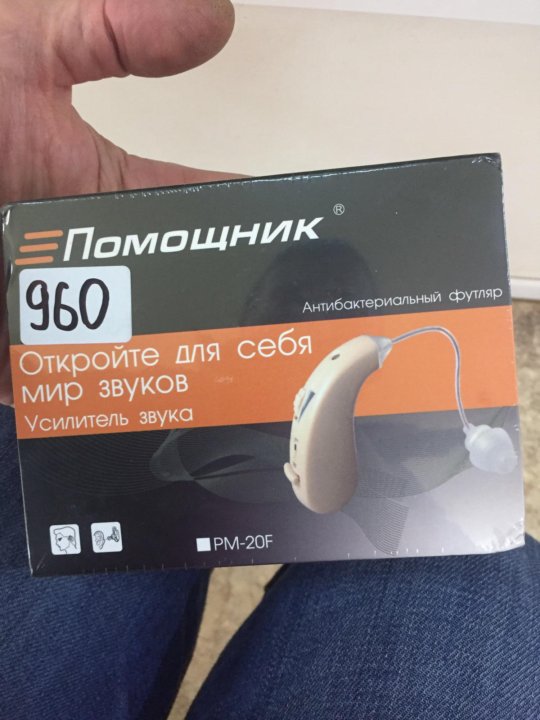 Помощник ®
960
Антибактериальный футляр
Откройте для себя
мир звуков
Усилитель звука
PM-20F